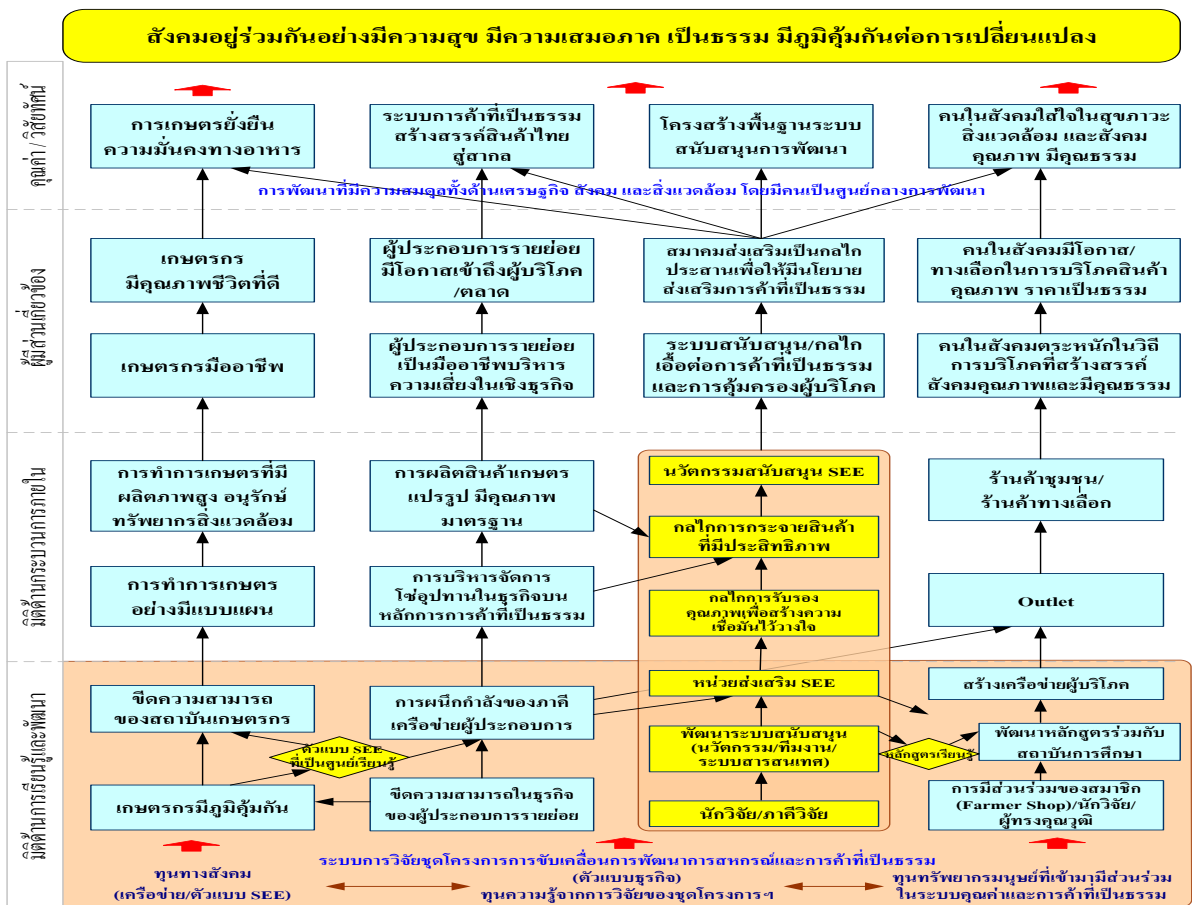 สังคมอยู่ร่วมกันอย่างมีความสุข มีความเสมอภาค เป็นธรรม มีภูมิคุ้มกันต่อการเปลี่ยนแปลง
คุณค่า / วิสัยทัศน์
การเกษตรยั่งยืน
ความมั่นคงทางอาหาร
ระบบการค้าที่เป็นธรรม
สร้างสรรค์สินค้าไทย
สู่สากล
โครงสร้างพื้นฐานระบบ
สนับสนุนการพัฒนา
คนในสังคมใส่ใจในสุขภาวะ
สิ่งแวดล้อม และสังคม
คุณภาพ มีคุณธรรม
การพัฒนาที่มีความสมดุลทั้งด้านเศรษฐกิจ สังคม และสิ่งแวดล้อม โดยมีคนเป็นศูนย์กลางการพัฒนา
ผู้มีส่วนเกี่ยวข้อง
เกษตรกร
มีคุณภาพชีวิตที่ดี
ผู้ประกอบการรายย่อย
มีโอกาสเข้าถึงผู้บริโภค
/ตลาด
สมาคมส่งเสริมเป็นกลไก
ประสานเพื่อให้มีนโยบาย
ส่งเสริมการค้าที่เป็นธรรม
คนในสังคมมีโอกาส/
ทางเลือกในการบริโภคสินค้า
คุณภาพ ราคาเป็นธรรม
เกษตรกรมืออาชีพ
ผู้ประกอบการรายย่อย
เป็นมืออาชีพบริหาร
ความเสี่ยงในเชิงธุรกิจ
ระบบสนับสนุน/กลไก
เอื้อต่อการค้าที่เป็นธรรม
และการคุ้มครองผู้บริโภค
คนในสังคมตระหนักในวิถี
การบริโภคที่สร้างสรรค์
สังคมคุณภาพและมีคุณธรรม
มิติด้านกระบวนการภายใน
การทำการเกษตรที่มี
ผลิตภาพสูง อนุรักษ์
ทรัพยากรสิ่งแวดล้อม
การผลิตสินค้าเกษตร
แปรรูป มีคุณภาพ
มาตรฐาน
นวัตกรรมสนับสนุน SEE
กลไกการกระจายสินค้า
ที่มีประสิทธิภาพ
ร้านค้าชุมชน/
ร้านค้าทางเลือก
การทำการเกษตร
อย่างมีแบบแผน
การบริหารจัดการ
โซ่อุปทานในธุรกิจบน
หลักการการค้าที่เป็นธรรม
กลไกการรับรอง
คุณภาพเพื่อสร้างความ
เชื่อมั่นไว้วางใจ
Outlet
มิติด้านการเรียนรู้และพัฒนา
ขีดความสามารถ
ของสถาบันเกษตรกร
การผนึกกำลังของภาคี
เครือข่ายผู้ประกอบการ
หน่วยส่งเสริม SEE
สร้างเครือข่ายผู้บริโภค
ตัวแบบ SEE
ที่เป็นศูนย์เรียนรู้
พัฒนาระบบสนับสนุน
(นวัตกรรม/ทีมงาน/
ระบบสารสนเทศ)
หลักสูตรเรียนรู้
พัฒนาหลักสูตรร่วมกับ
สถาบันการศึกษา
เกษตรกรมีภูมิคุ้มกัน
ขีดความสามารถในธุรกิจ
ของผู้ประกอบการรายย่อย
นักวิจัย/ภาคีวิจัย
การมีส่วนร่วมของสมาชิก
(Farmer Shop)/นักวิจัย/
ผู้ทรงคุณวุฒิ
ระบบการวิจัยชุดโครงการการขับเคลื่อนการพัฒนาการสหกรณ์และการค้าที่เป็นธรรม
ทุนทางสังคม
(เครือข่าย/ตัวแบบ SEE)
(ตัวแบบธุรกิจ)
ทุนความรู้จากการวิจัยของชุดโครงการฯ
ทุนทรัพยากรมนุษย์ที่เข้ามามีส่วนร่วม
ในระบบคุณค่าและการค้าที่เป็นธรรม